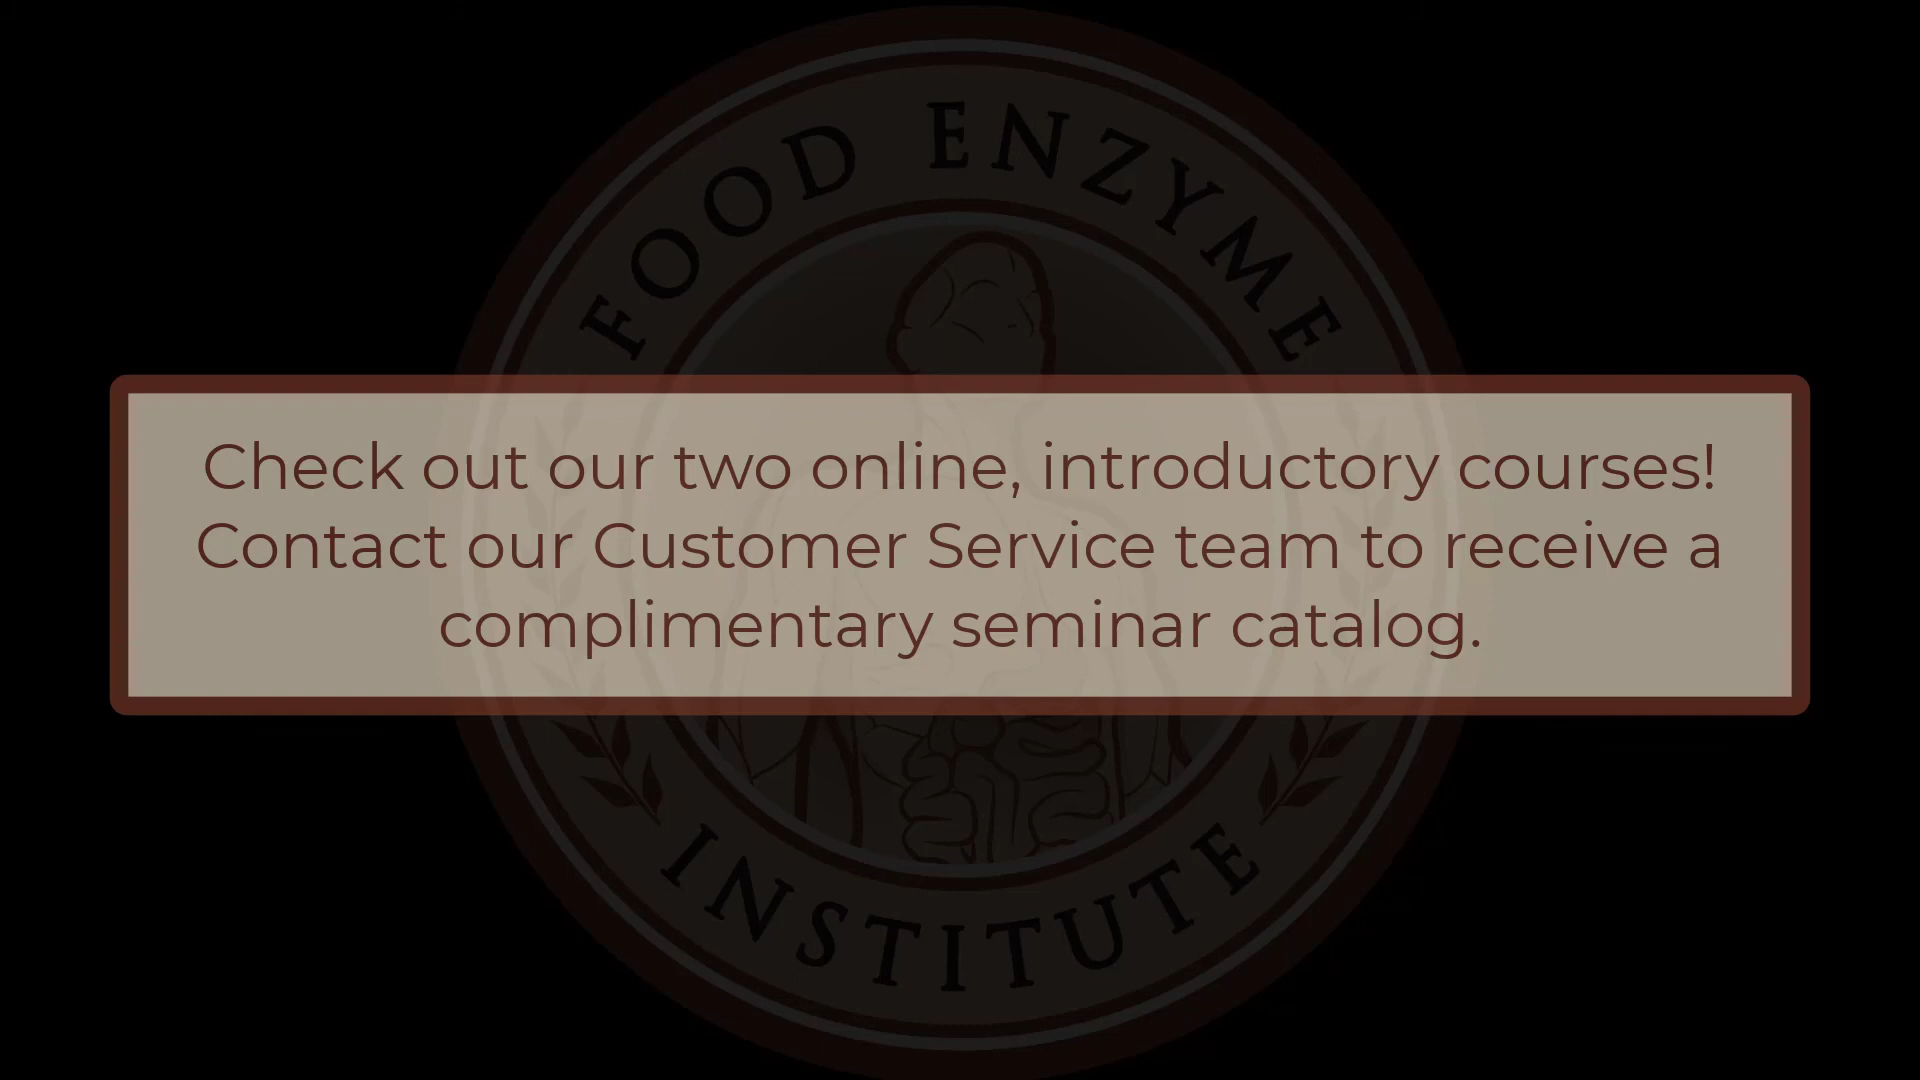 FOOD ENZYME
Check out our two online, introductory courses!
Contact our Customer Service team to receive a
complimentary seminar catalog.
INSTITUTE